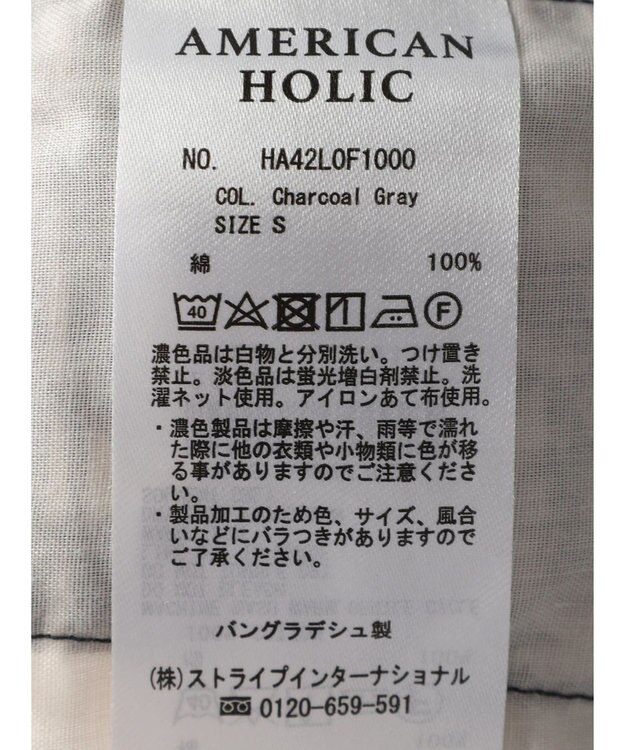 AMERICAN
HOLIC
NO. HA42L0F1000
COL. Charcoal Gray
SIZE S
綿 100%
40 F
濃色品は白物と分別洗い。つけ置き
禁止。淡色品は蛍光増白剤禁止。洗
濯ネット使用。アイロンあて布使用。
・濃色製品は摩擦や汗、雨等で濡れ
た際に他の衣類や小物類に色が移
る事がありますのでご注意くださ
い。
・製品加工のため色、サイズ、風合
いなどにバラつきがありますので
ご了承ください。
バングラデシュ製
(株)ストライプインターナショナル
0120-659-591